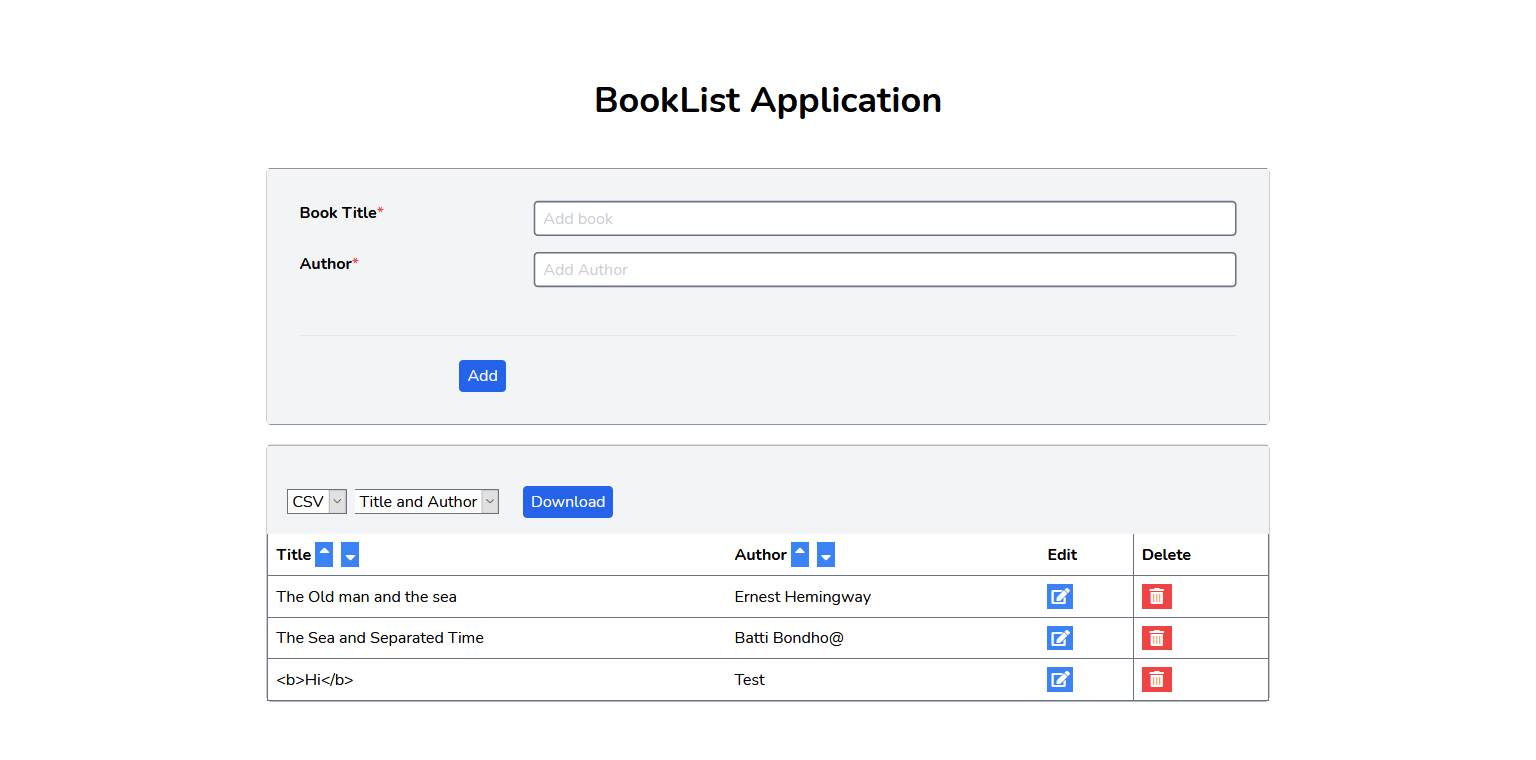 BookList Application
Book Title*
Add book
Author*
Add Author
Add
CSV Title and Author Download
Title Author Edit Delete
The Old man and the sea Ernest Hemingway
The Sea and Separated Time Batti Bondho@
<b>Hi</b> Test